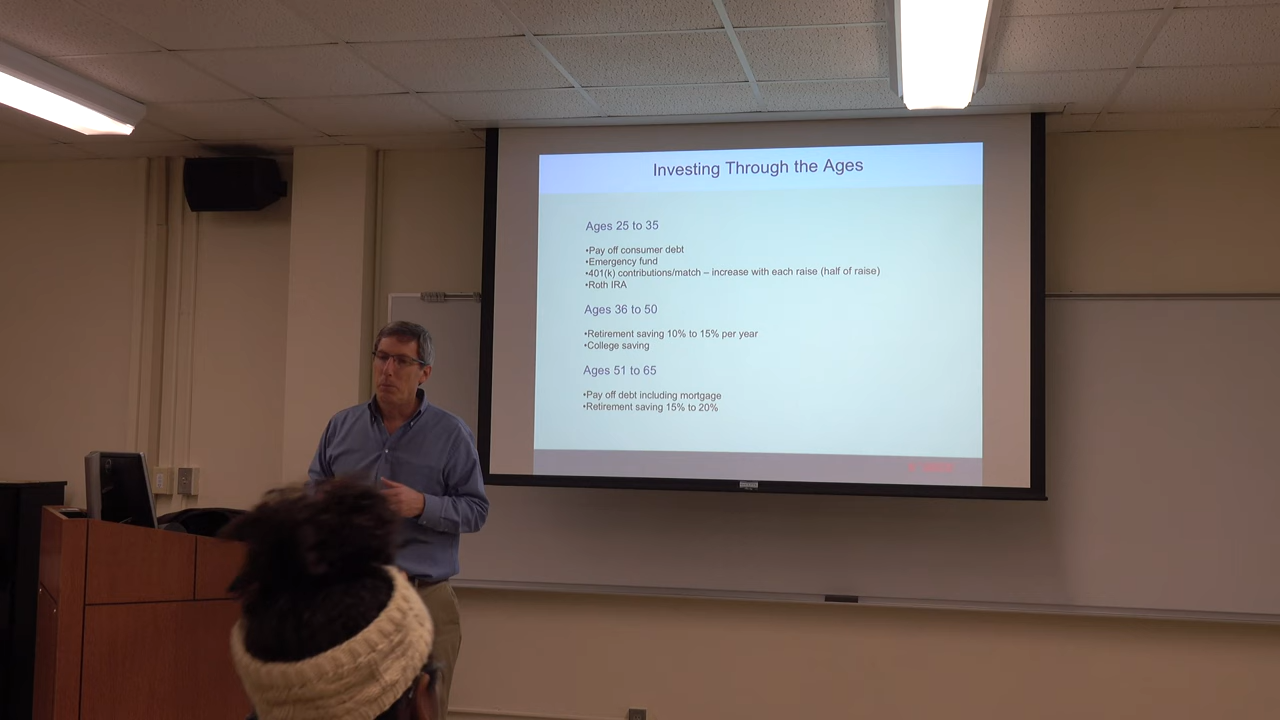 Investing Through the Ages
Ages 25 to 35
•Pay off consumer debt
•Emergency fund
•401(k) contributions/match – increase with each raise (half of raise)
•Roth IRA
Ages 36 to 50
•Retirement saving 10% to 15% per year
•College saving
Ages 51 to 65
•Pay off debt including mortgage
•Retirement saving 15% to 20%